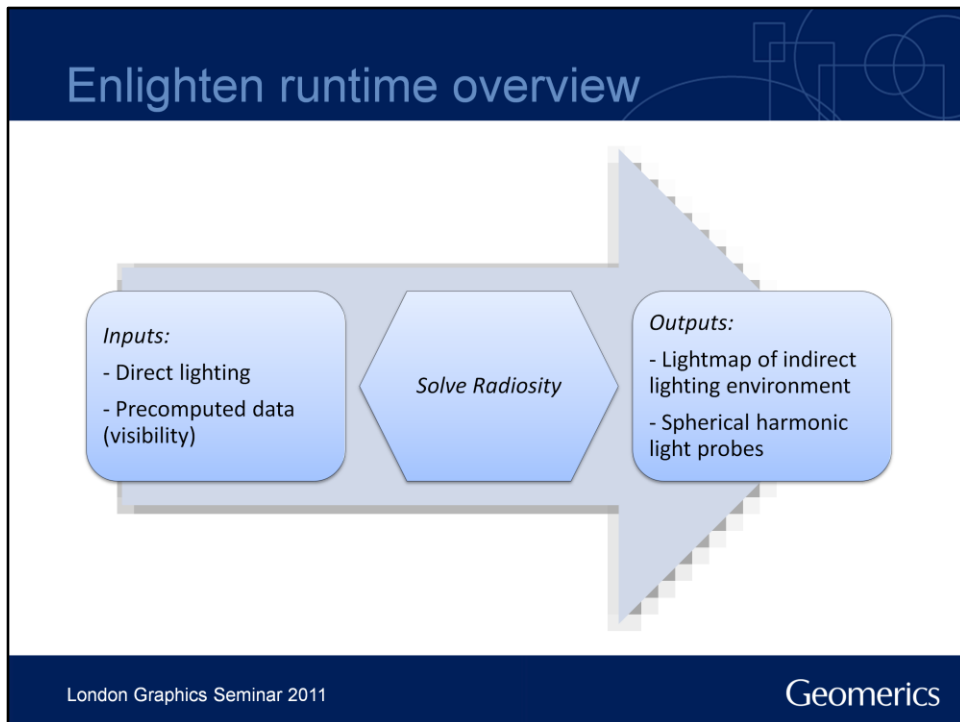 Enlighten runtime overview
Inputs:
- Direct lighting
- Precomputed data
(visibility)
Solve Radiosity
Outputs:
- Lightmap of indirect
lighting environment
- Spherical harmonic
light probes
London Graphics Seminar 2011
Geomerics